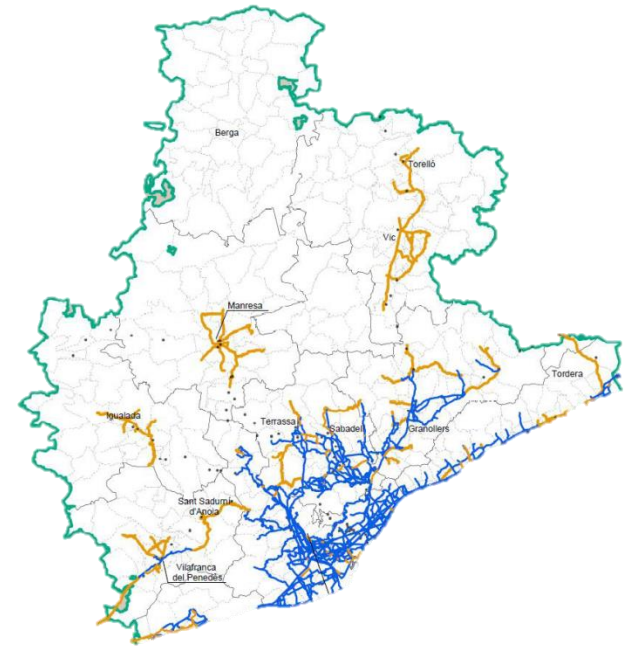 Berga
Torelló
Vic
Manresa
Tordera
Igualada
Terrassa
Sabadell
Granollers
Sant Sadurní
d'Anoia
Vilafranca
del Penedès